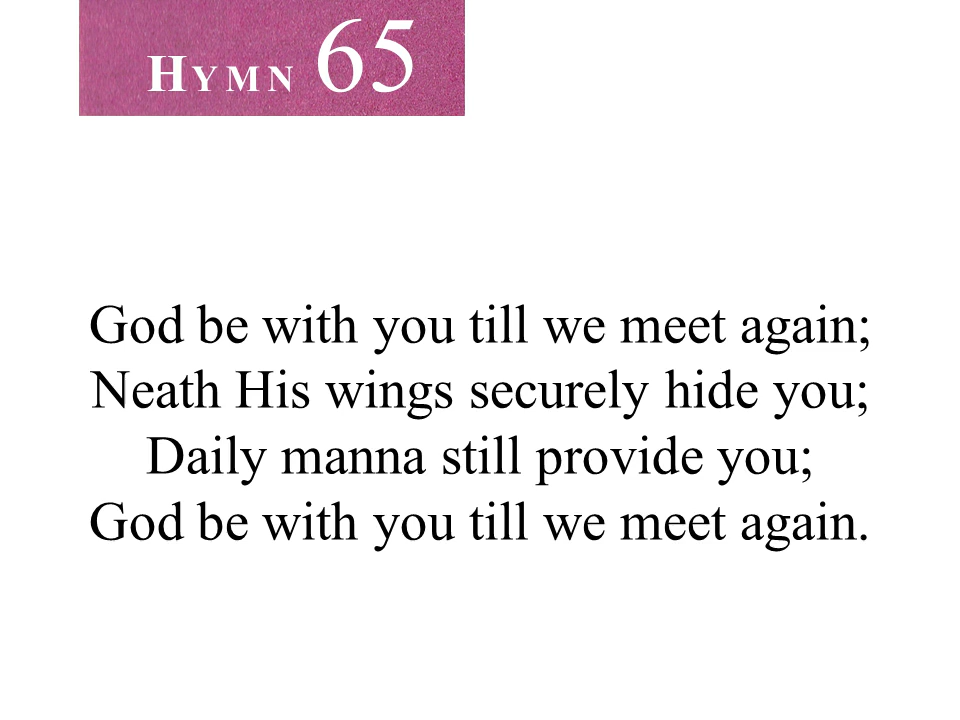 HYMN 65
God be with you till we meet again;
Neath His wings securely hide you;
Daily manna still provide you;
God be with you till we meet again.